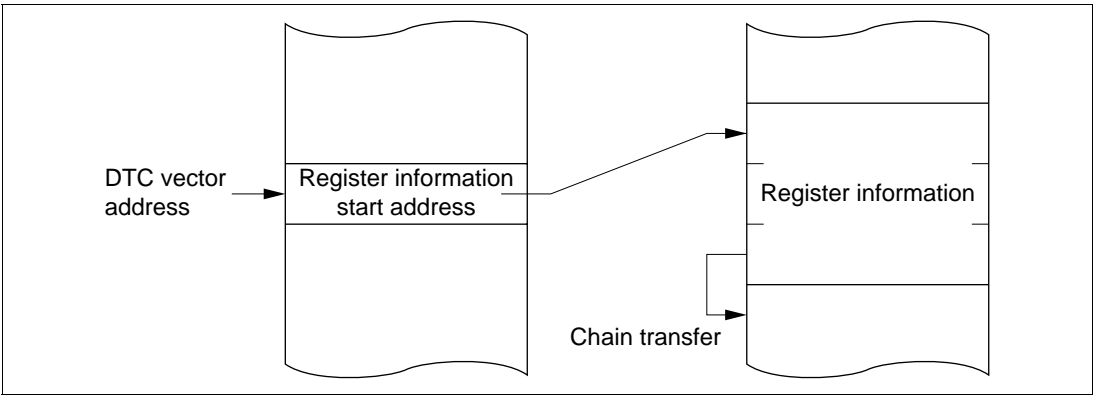 DTC vector
address
Register information
start address
Register information
Chain transfer